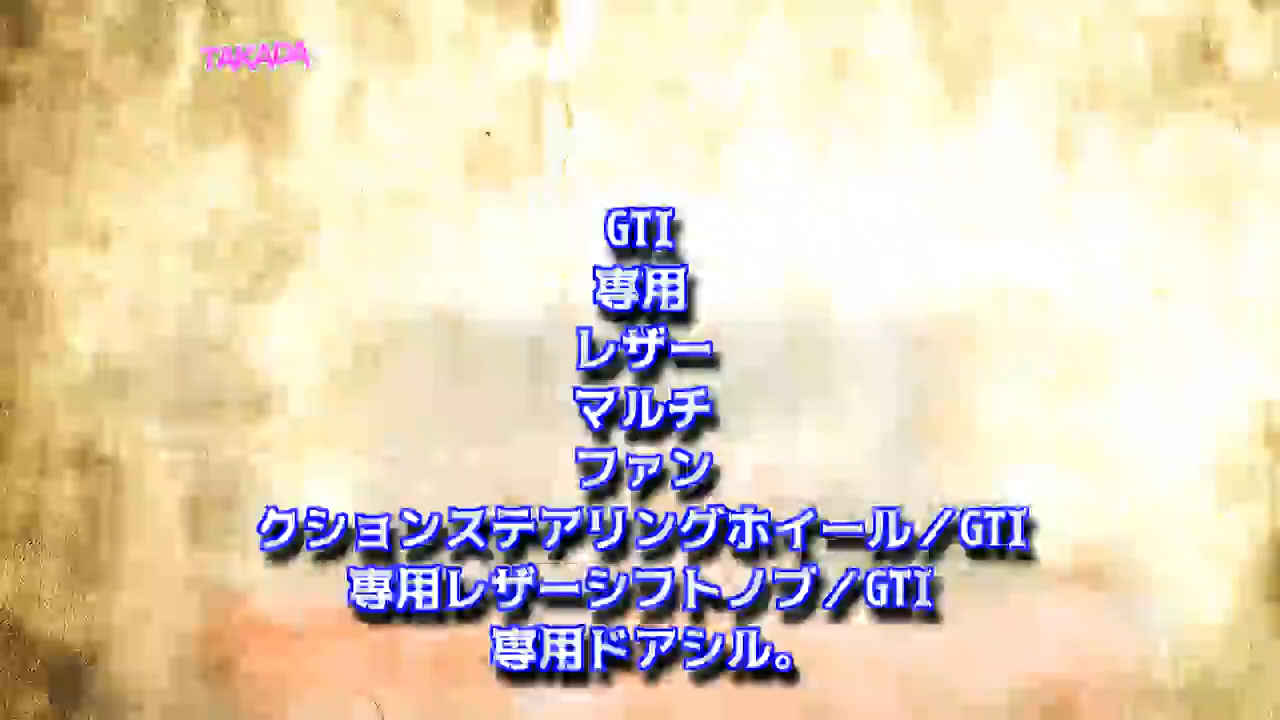 TAKADA
GTI
専用
レザー
マルチ
ファン
クションステアリングホイール／GTI
専用レザーシフトノブ／GTI
専用ドアシル。